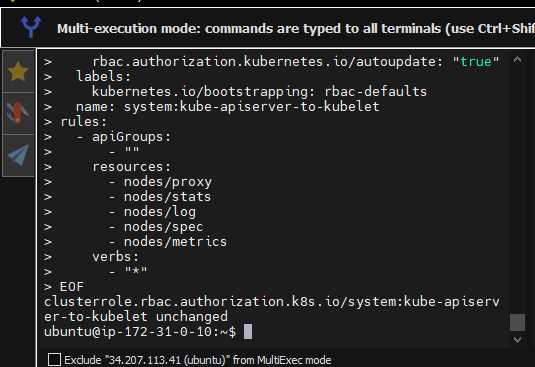 Multi-execution mode: commands are typed to all terminals (use Ctrl+Shif
>     rbac.authorization.kubernetes.io/autoupdate: "true"
>   labels:
>     kubernetes.io/bootstrapping: rbac-defaults
>   name: system:kube-apiserver-to-kubelet
> rules:
>   - apiGroups:
>       - ""
>     resources:
>       - nodes/proxy
>       - nodes/stats
>       - nodes/log
>       - nodes/spec
>       - nodes/metrics
>     verbs:
>       - "*"
> EOF
clusterrole.rbac.authorization.k8s.io/system:kube-apiserv
er-to-kubelet unchanged
ubuntu@ip-172-31-0-10:~$
Exclude "34.207.113.41 (ubuntu)" from MultiExec mode